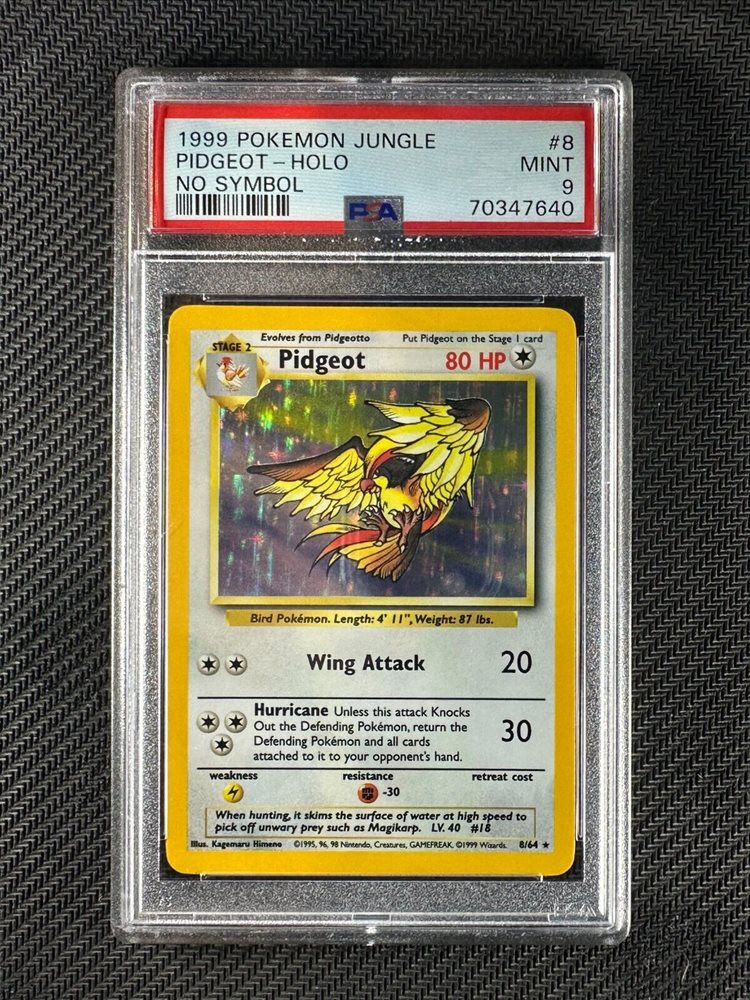 1999 POKEMON JUNGLE #8
PIDGEOT – HOLO MINT
NO SYMBOL 9
PSA 70347640
Evolves from Pidgeotto Put Pidgeot on the Stage 1 card
STAGE 2
Pidgeot 80 HP
Bird Pokémon. Length: 4' 11", Weight: 87 lbs.
Wing Attack 20
Hurricane Unless this attack Knocks
Out the Defending Pokémon, return the
Defending Pokémon and all cards
attached to it to your opponent's hand.
30
weakness resistance retreat cost
-30
When hunting, it skims the surface of water at high speed to
pick off unwary prey such as Magikarp. LV. 40 #18
Illus. Kagemaru Himeno ©1995, 96, 98 Nintendo, Creatures, GAMEFREAK. ©1999 Wizards. 8/64 ★